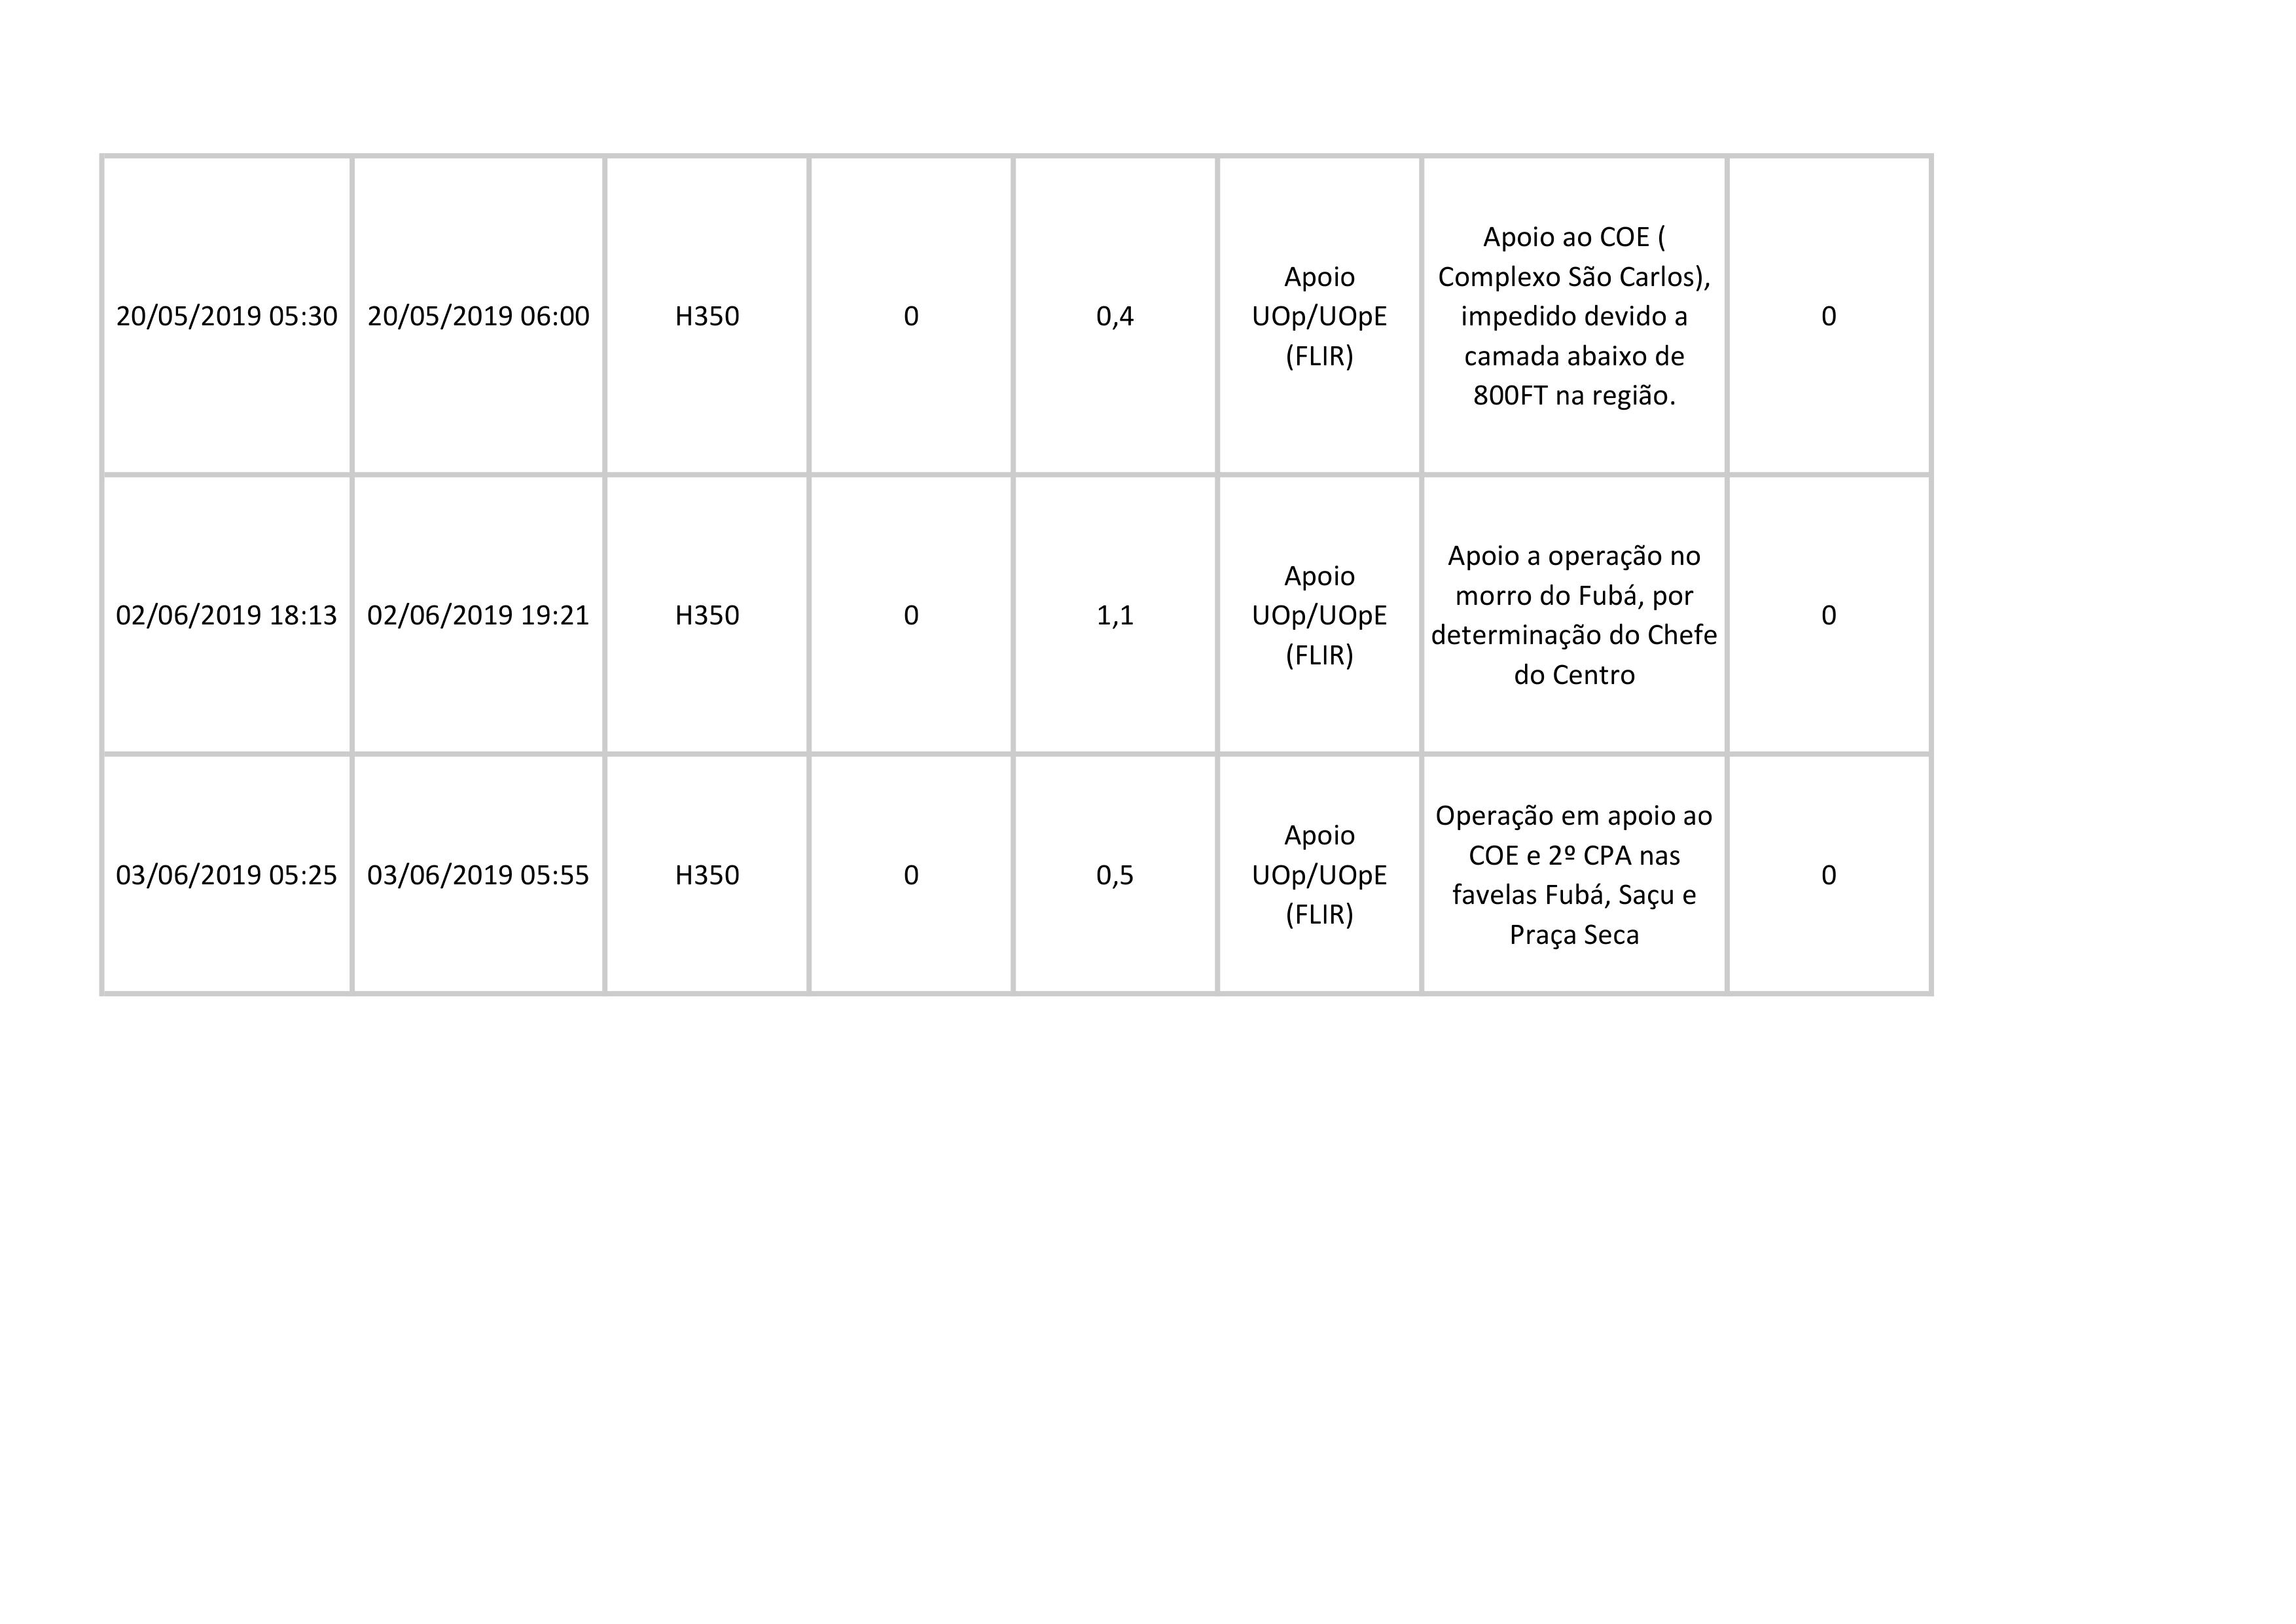 20/05/2019 05:30
20/05/2019 06:00
H350
0
0,4
Apoio
UOp/UOpE
(FLIR)
Apoio ao COE (
Complexo São Carlos),
impedido devido a
camada abaixo de
800FT na região.
0
02/06/2019 18:13
02/06/2019 19:21
H350
0
1,1
Apoio
UOp/UOpE
(FLIR)
Apoio a operação no
morro do Fubá, por
determinação do Chefe
do Centro
0
03/06/2019 05:25
03/06/2019 05:55
H350
0
0,5
Apoio
UOp/UOpE
(FLIR)
Operação em apoio ao
COE e 2º CPA nas
favelas Fubá, Saçu e
Praça Seca
0